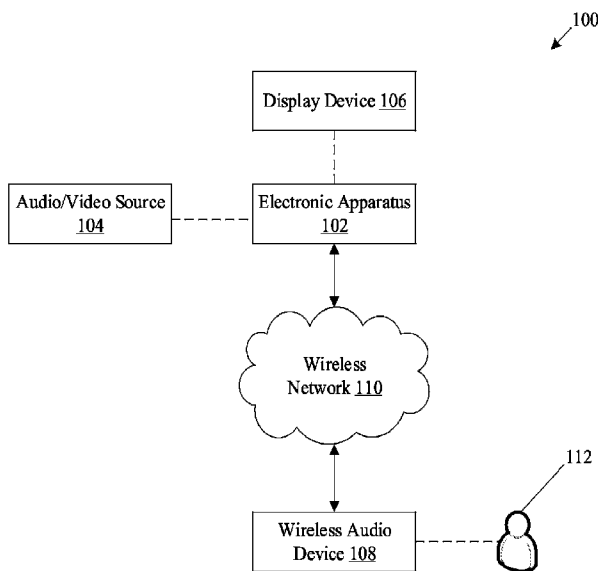 100
Display Device 106
Audio/Video Source
104
Electronic Apparatus
102
Wireless
Network 110
112
Wireless Audio
Device 108